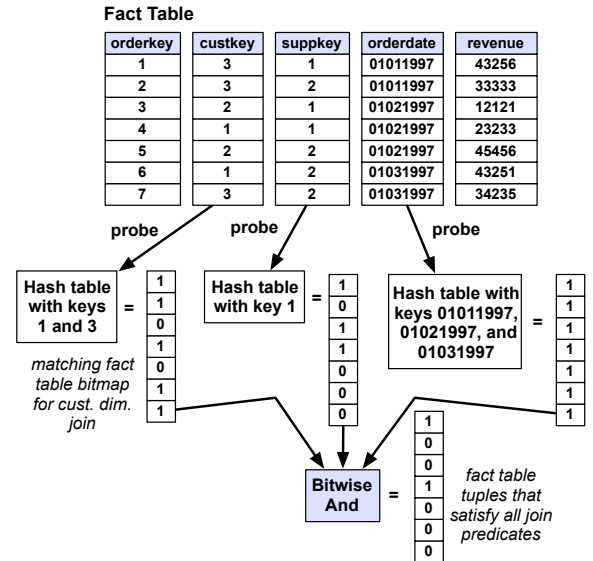 Fact Table
orderkey custkey suppkey orderdate revenue
1 3 1 01011997 43256
2 3 2 01011997 33333
3 2 1 01021997 12121
4 1 1 01021997 23233
5 2 2 01021997 45456
6 1 2 01031997 43251
7 3 2 01031997 34235
probe
probe
probe
Hash table
with keys
1 and 3
=
1
1
0
1
0
1
1
matching fact
table bitmap
for cust. dim.
join
Hash table
with key 1
=
1
0
1
1
0
0
0
Hash table with
keys 01011997,
01021997, and
01031997
=
1
1
1
1
1
1
1
Bitwise
And
=
1
0
0
1
0
0
0
fact table
tuples that
satisfy all join
predicates